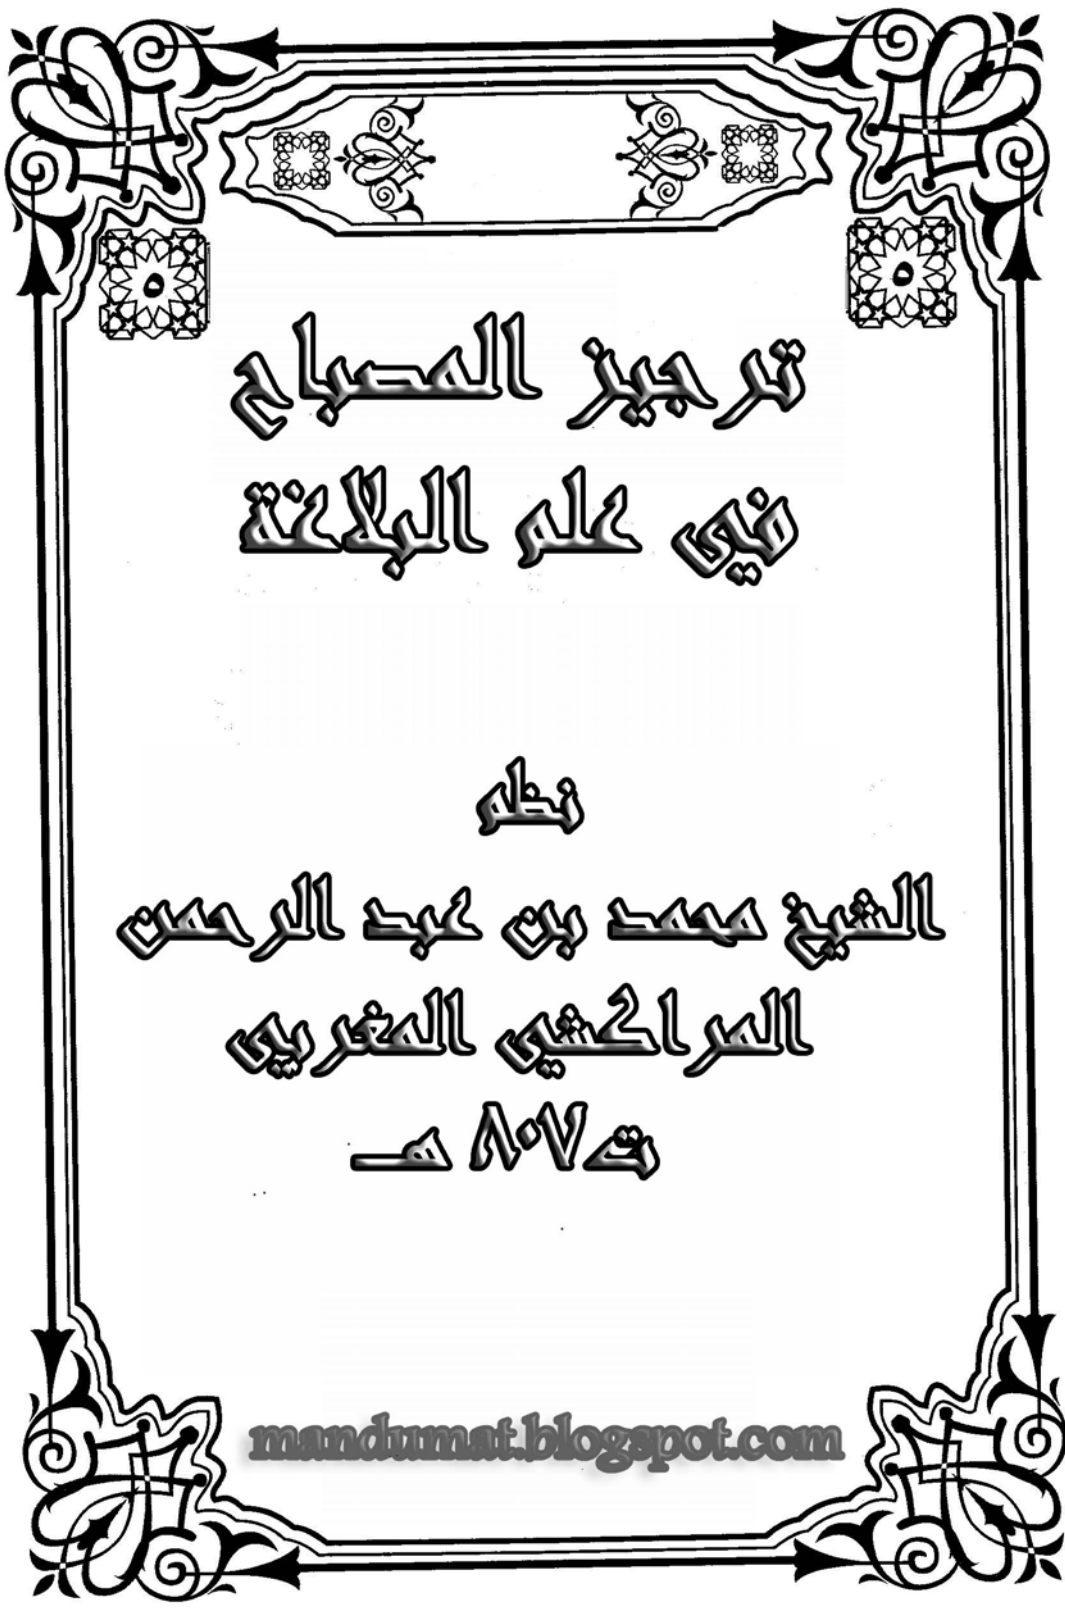 ترجيز المصباح
في علم البلاغة
نظم
الشيخ محمد بن عبد الرحمن
المراكشي المغربي
ت٨٠٧ هـ
mandumat.blogspot.com